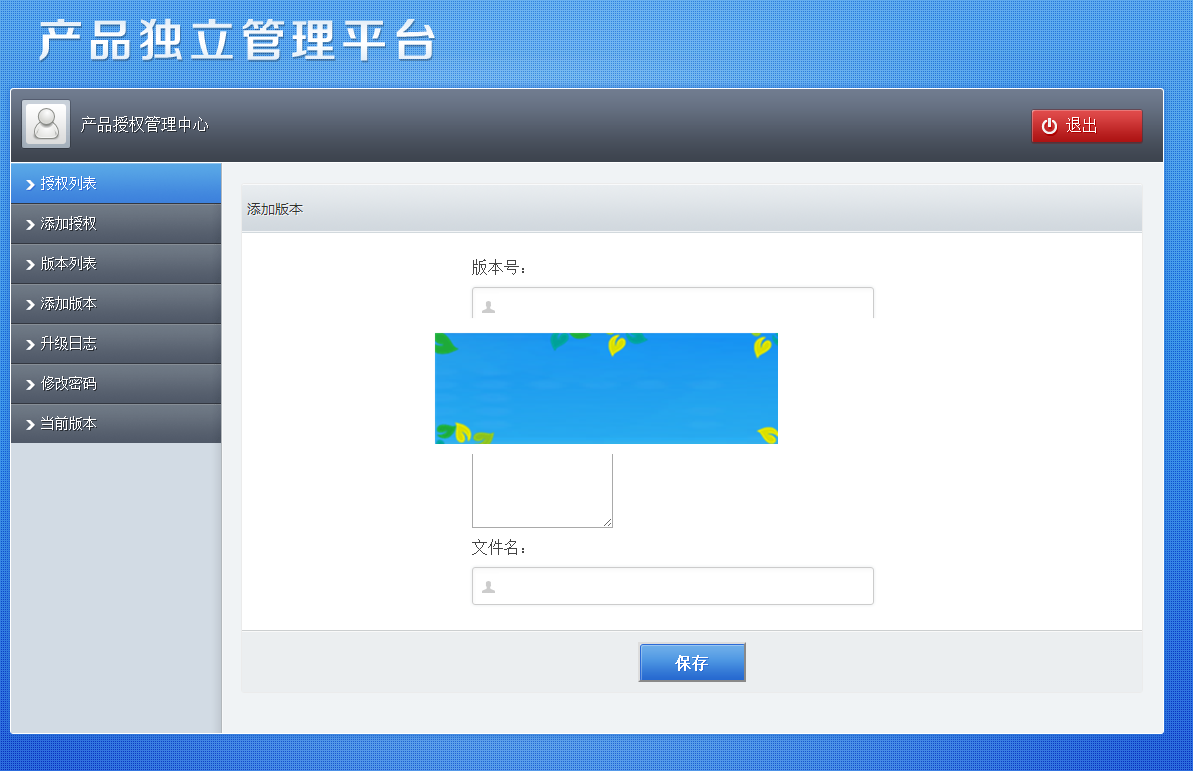 产品独立管理平台
产品授权管理中心
退出
授权列表
添加授权
版本列表
添加版本
升级日志
修改密码
当前版本
添加版本
版本号：
文件名：
保存